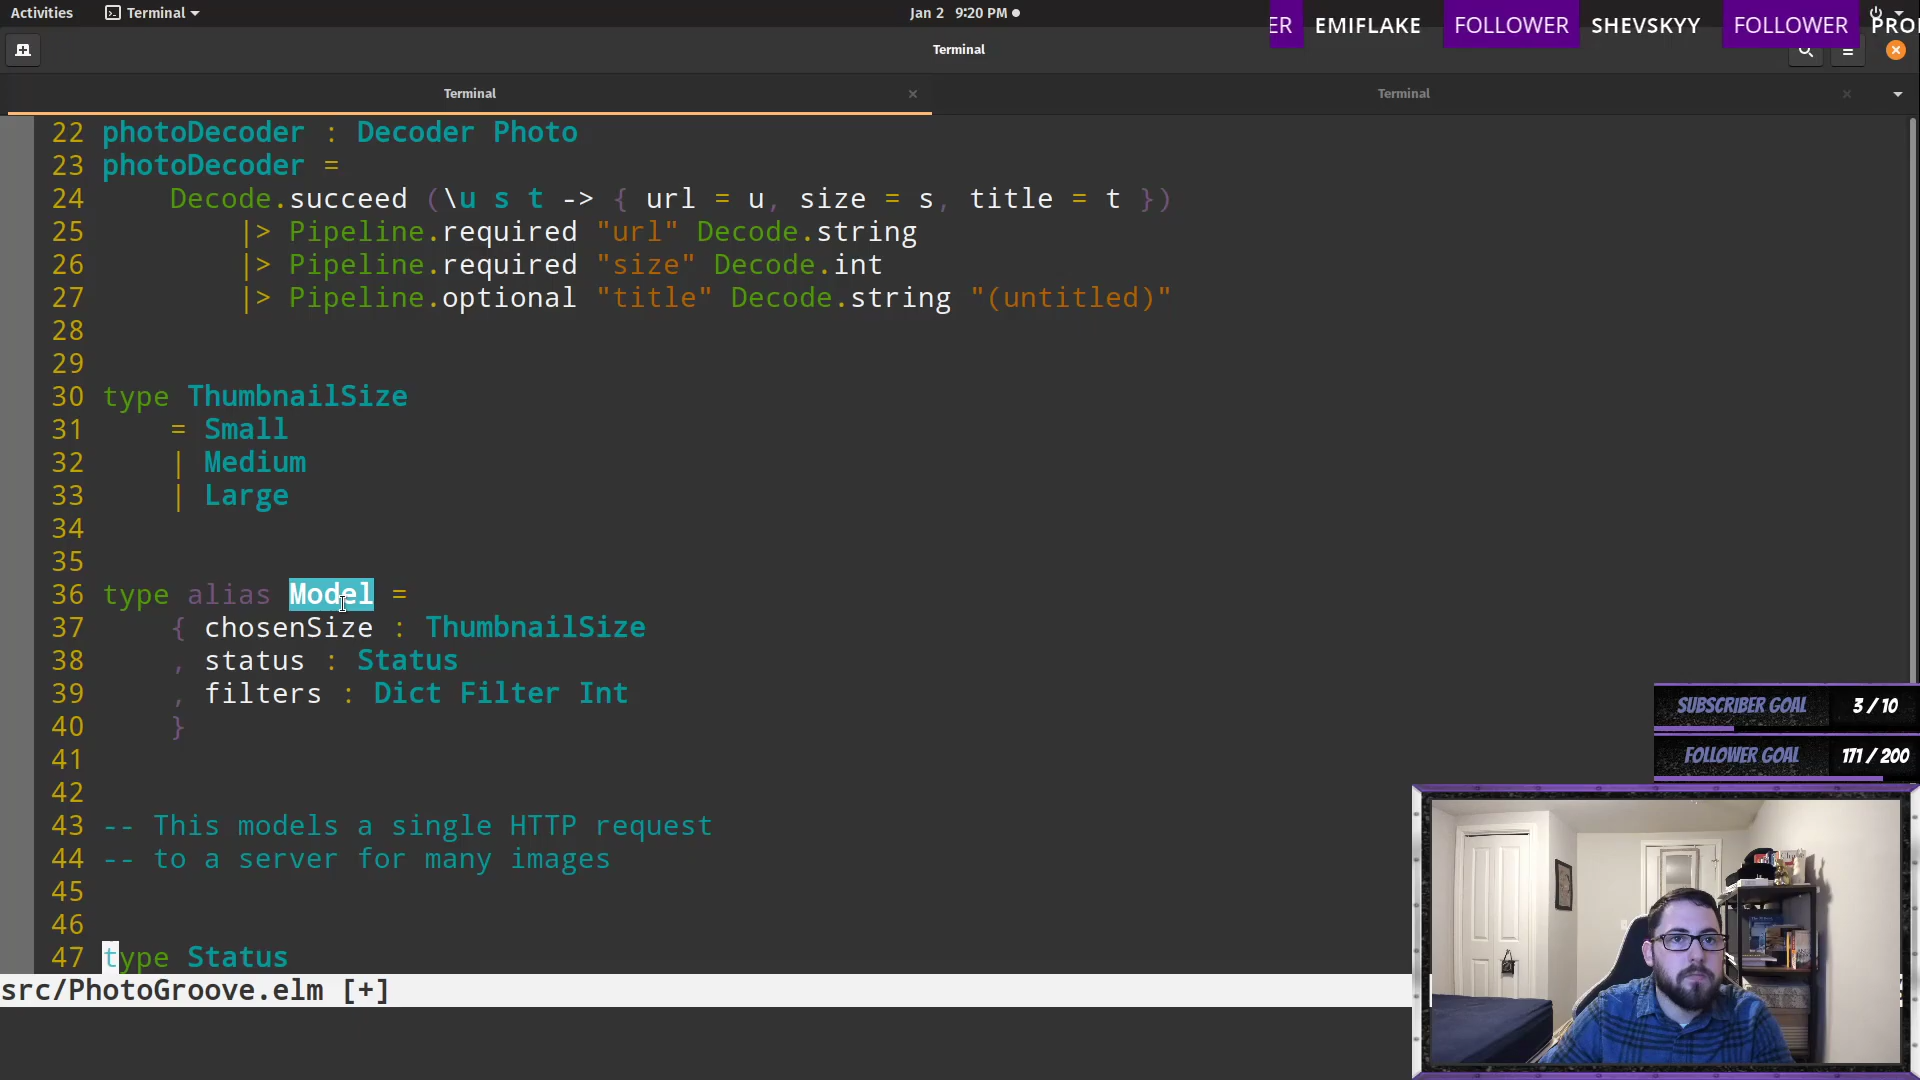 Activities Terminal Jan 2 9:20 PM
ER EMIFLAKE FOLLOWER SHEVSKYY FOLLOWER PRO
Terminal
Terminal Terminal
22 photoDecoder : Decoder Photo
23 photoDecoder =
24 Decode.succeed (\u s t -> { url = u, size = s, title = t })
25 |> Pipeline.required "url" Decode.string
26 |> Pipeline.required "size" Decode.int
27 |> Pipeline.optional "title" Decode.string "(untitled)"
28
29
30 type ThumbnailSize
31 = Small
32 | Medium
33 | Large
34
35
36 type alias Model =
37 { chosenSize : ThumbnailSize
38 , status : Status
39 , filters : Dict Filter Int
40 }
41
42
43 -- This models a single HTTP request
44 -- to a server for many images
45
46
47 type Status
src/PhotoGroove.elm [+]
SUBSCRIBER GOAL 3 / 10
FOLLOWER GOAL 171 / 200